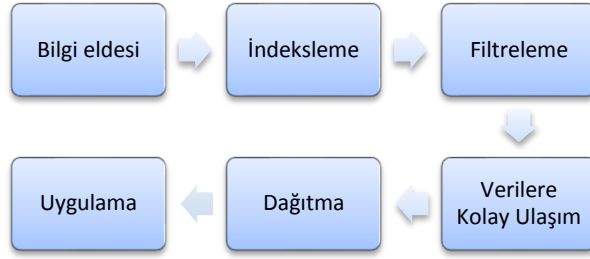 Bilgi eldesi
İndeksleme
Filtreleme
Verilere
Kolay Ulaşım
Dağıtma
Uygulama